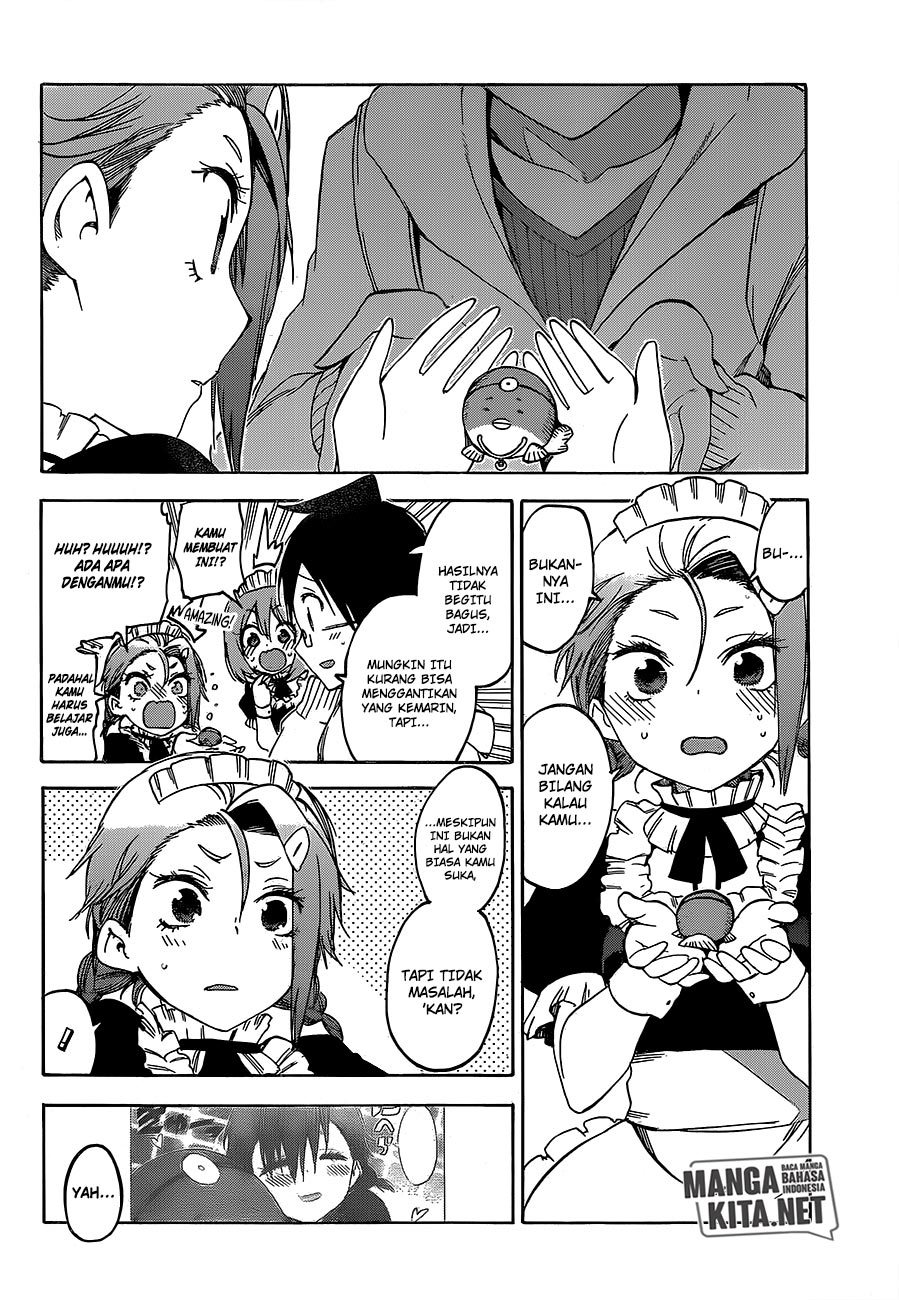 BU-...
BUKAN-
NYA
INI...
JANGAN
BILANG
KALAU
KAMU...
HASILNYA
TIDAK
BEGITU
BAGUS,
JADI...
MUNGKIN ITU
KURANG BISA
MENGGANTIKAN
YANG KEMARIN,
TAPI...
KAMU
MEMBUAT
INI!?
AMAZING!
HUH? HUUUH!?
ADA APA
DENGANMU!?
PADAHAL
KAMU
HARUS
BELAJAR
JUGA...
...MESKIPUN
INI BUKAN
HAL YANG
BIASA KAMU
SUKA,
TAPI TIDAK
MASALAH,
'KAN?
!
YAH...
MANGA
BACA MANGA
BAHASA
INDONESIA
KITA.NET